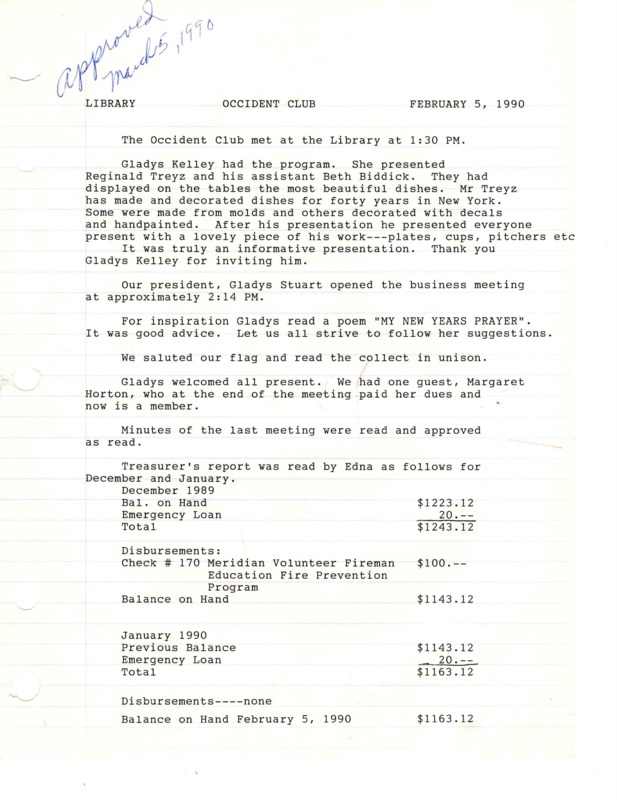 Approved
March 5, 1990
LIBRARY OCCIDENT CLUB FEBRUARY 5, 1990
The Occident Club met at the Library at 1:30 PM.
Gladys Kelley had the program. She presented
Reginald Treyz and his assistant Beth Biddick. They had
displayed on the tables the most beautiful dishes. Mr Treyz
has made and decorated dishes for forty years in New York.
Some were made from molds and others decorated with decals
and handpainted. After his presentation he presented everyone
present with a lovely piece of his work---plates, cups, pitchers etc
It was truly an informative presentation. Thank you
Gladys Kelley for inviting him.
Our president, Gladys Stuart opened the business meeting
at approximately 2:14 PM.
For inspiration Gladys read a poem "MY NEW YEARS PRAYER".
It was good advice. Let us all strive to follow her suggestions.
We saluted our flag and read the collect in unison.
Gladys welcomed all present. We had one guest, Margaret
Horton, who at the end of the meeting paid her dues and
now is a member.
Minutes of the last meeting were read and approved
as read.
Treasurer's report was read by Edna as follows for
December and January.
December 1989
Bal. on Hand $1223.12
Emergency Loan 20.--
Total $1243.12
Disbursements:
Check # 170 Meridian Volunteer Fireman $100.--
Education Fire Prevention
Program
Balance on Hand $1143.12
January 1990
Previous Balance $1143.12
Emergency Loan 20.--
Total $1163.12
Disbursements----none
Balance on Hand February 5, 1990 $1163.12